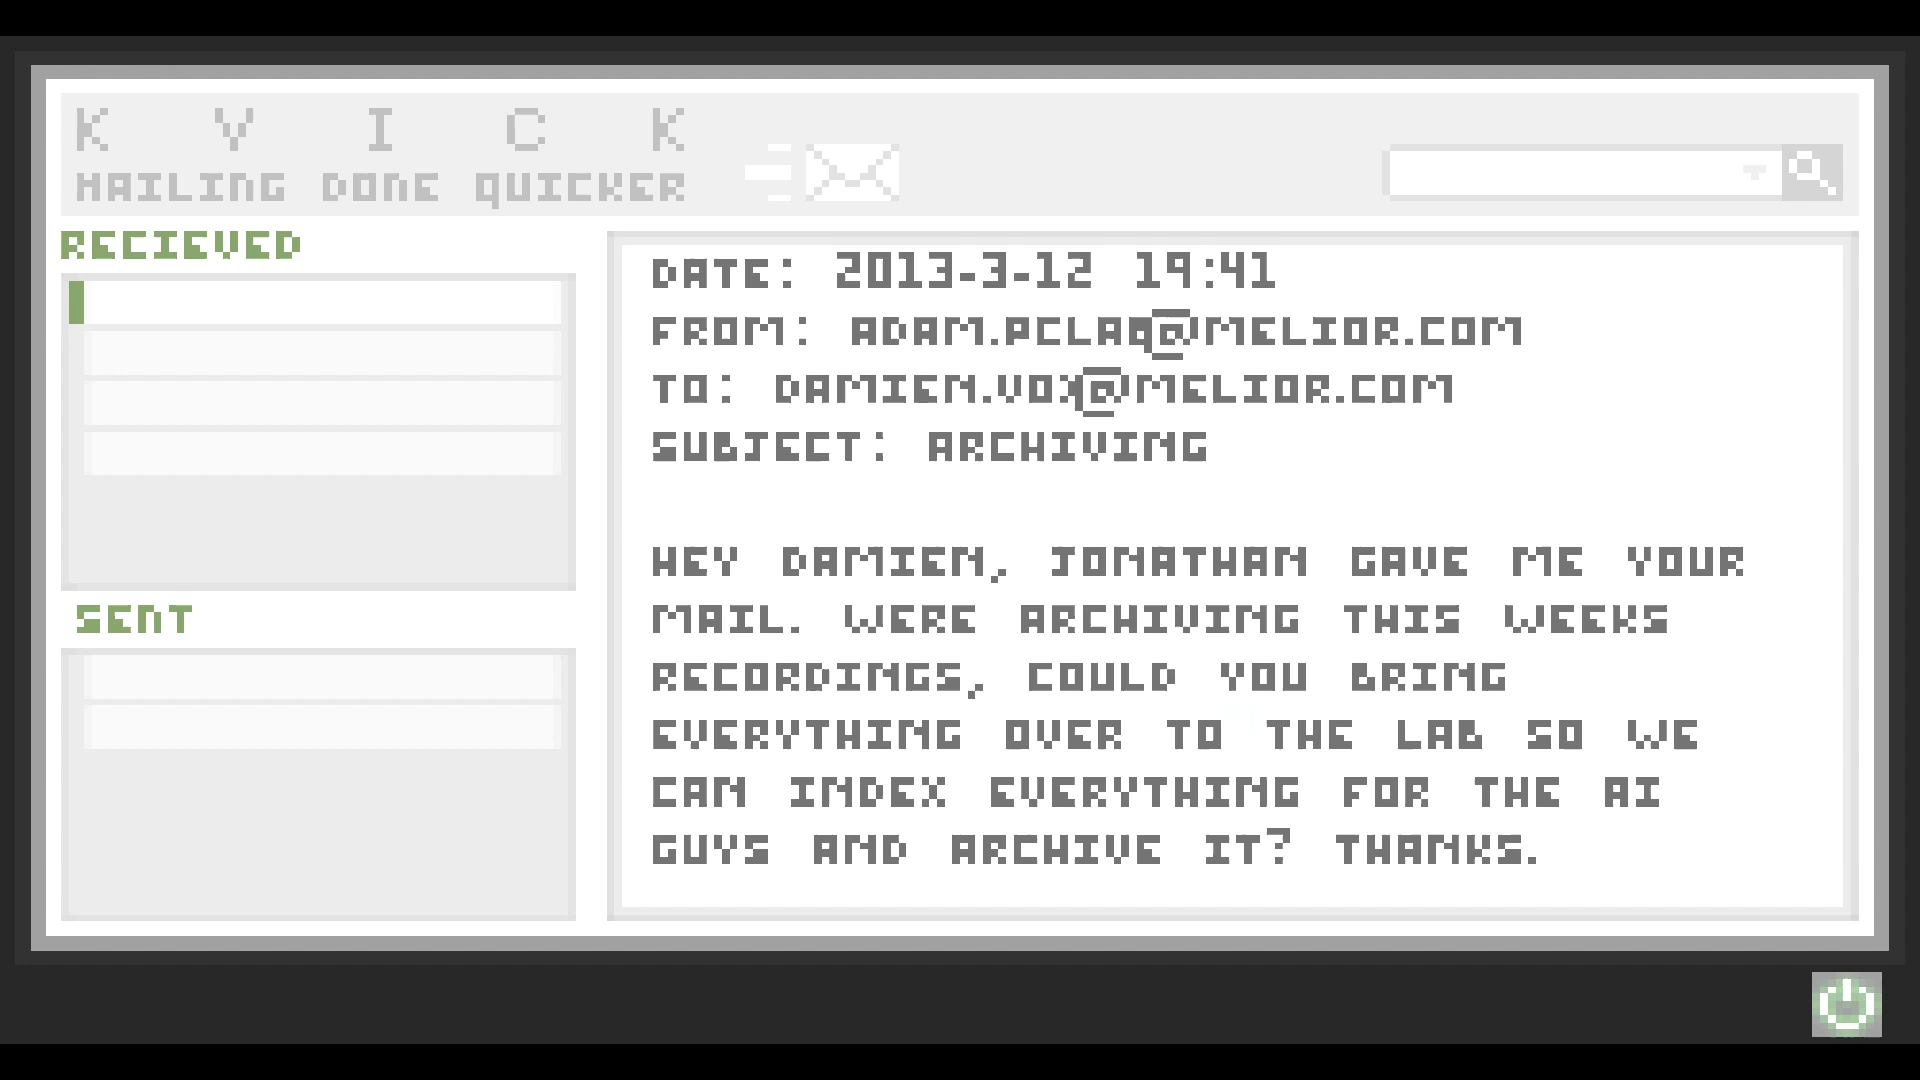 K V I C K
MAILING DONE QUICKER
RECIEVED
SENT
DATE: 2013-3-12 19:41
FROM: ADAM.PCLAQ@MELIOR.COM
TO: DAMIEN.VOX@MELIOR.COM
SUBJECT: ARCHIVING
HEY DAMIEN, JONATHAN GAVE ME YOUR
MAIL. WERE ARCHIVING THIS WEEKS
RECORDINGS, COULD YOU BRING
EVERYTHING OVER TO THE LAB SO WE
CAN INDEX EVERYTHING FOR THE AI
GUYS AND ARCHIVE IT? THANKS.